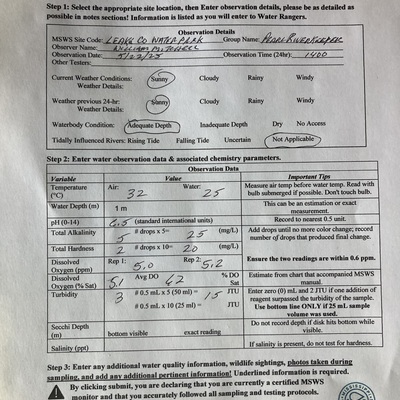 Step 1: Select the appropriate site location, then Enter observation details, please be as detailed as
possible in notes sections! Information is listed as you will enter to Water Rangers.
Observation Details
MSWS Site Code: LEAKE CO WATER PARK Group Name: PEARL RIVERKEEPER
Observer Name: WILLIAM M. TERRELL
Observation Date: 5/22/25 Observation Time (24hr): 1400
Other Testers:
Current Weather Conditions: Sunny Cloudy Rainy Windy
Weather Details:
Weather previous 24-hr: Sunny Cloudy Rainy Windy
Weather Details:
Waterbody Condition: Adequate Depth Inadequate Depth Dry No Access
Tidally Influenced Rivers: Rising Tide Falling Tide Uncertain Not Applicable
Step 2: Enter water observation data & associated chemistry parameters.
Observation Data
Variable Value Important Tips
Temperature (°C) Air: 32 Water: 25 Measure air temp before water temp. Read with bulb submerged if possible. Don't touch bulb.
Water Depth (m) 1 m This can be an estimation or exact measurement.
pH (0-14) 6.5 (standard international units) Record to nearest 0.5 unit.
Total Alkalinity 5 # drops x 5= 25 (mg/L) Add drops until no more color change; record number of drops that produced final change.
Total Hardness 2 # drops x 10= 20 (mg/L)
Dissolved Oxygen (ppm) Rep 1: 5.0 Rep 2: 5.2 Ensure the two readings are within 0.6 ppm.
Dissolved Oxygen (% Sat) 5.1 Avg DO 62 % DO Sat Estimate from chart that accompanied MSWS manual.
Turbidity 3 # 0.5 mL x 5 (50 ml) = 15 JTU Enter zero (0) mL and 2 JTU if one addition of reagent surpassed the turbidity of the sample.
# 0.5 mL x 10 (25 ml) = JTU Use bottom line ONLY if 25 mL sample volume was used.
Secchi Depth (m) bottom visible exact reading Do not record depth if disk hits bottom while visible.
Salinity (ppt) If salinity is present, do not test for hardness.
Step 3: Enter any additional water quality information, wildlife sightings, photos taken during
sampling, and add any additional pertinent information! Underlined information is required.
By clicking submit, you are declaring that you are currently a certified MSWS
monitor and that you accurately followed all sampling and testing protocols.